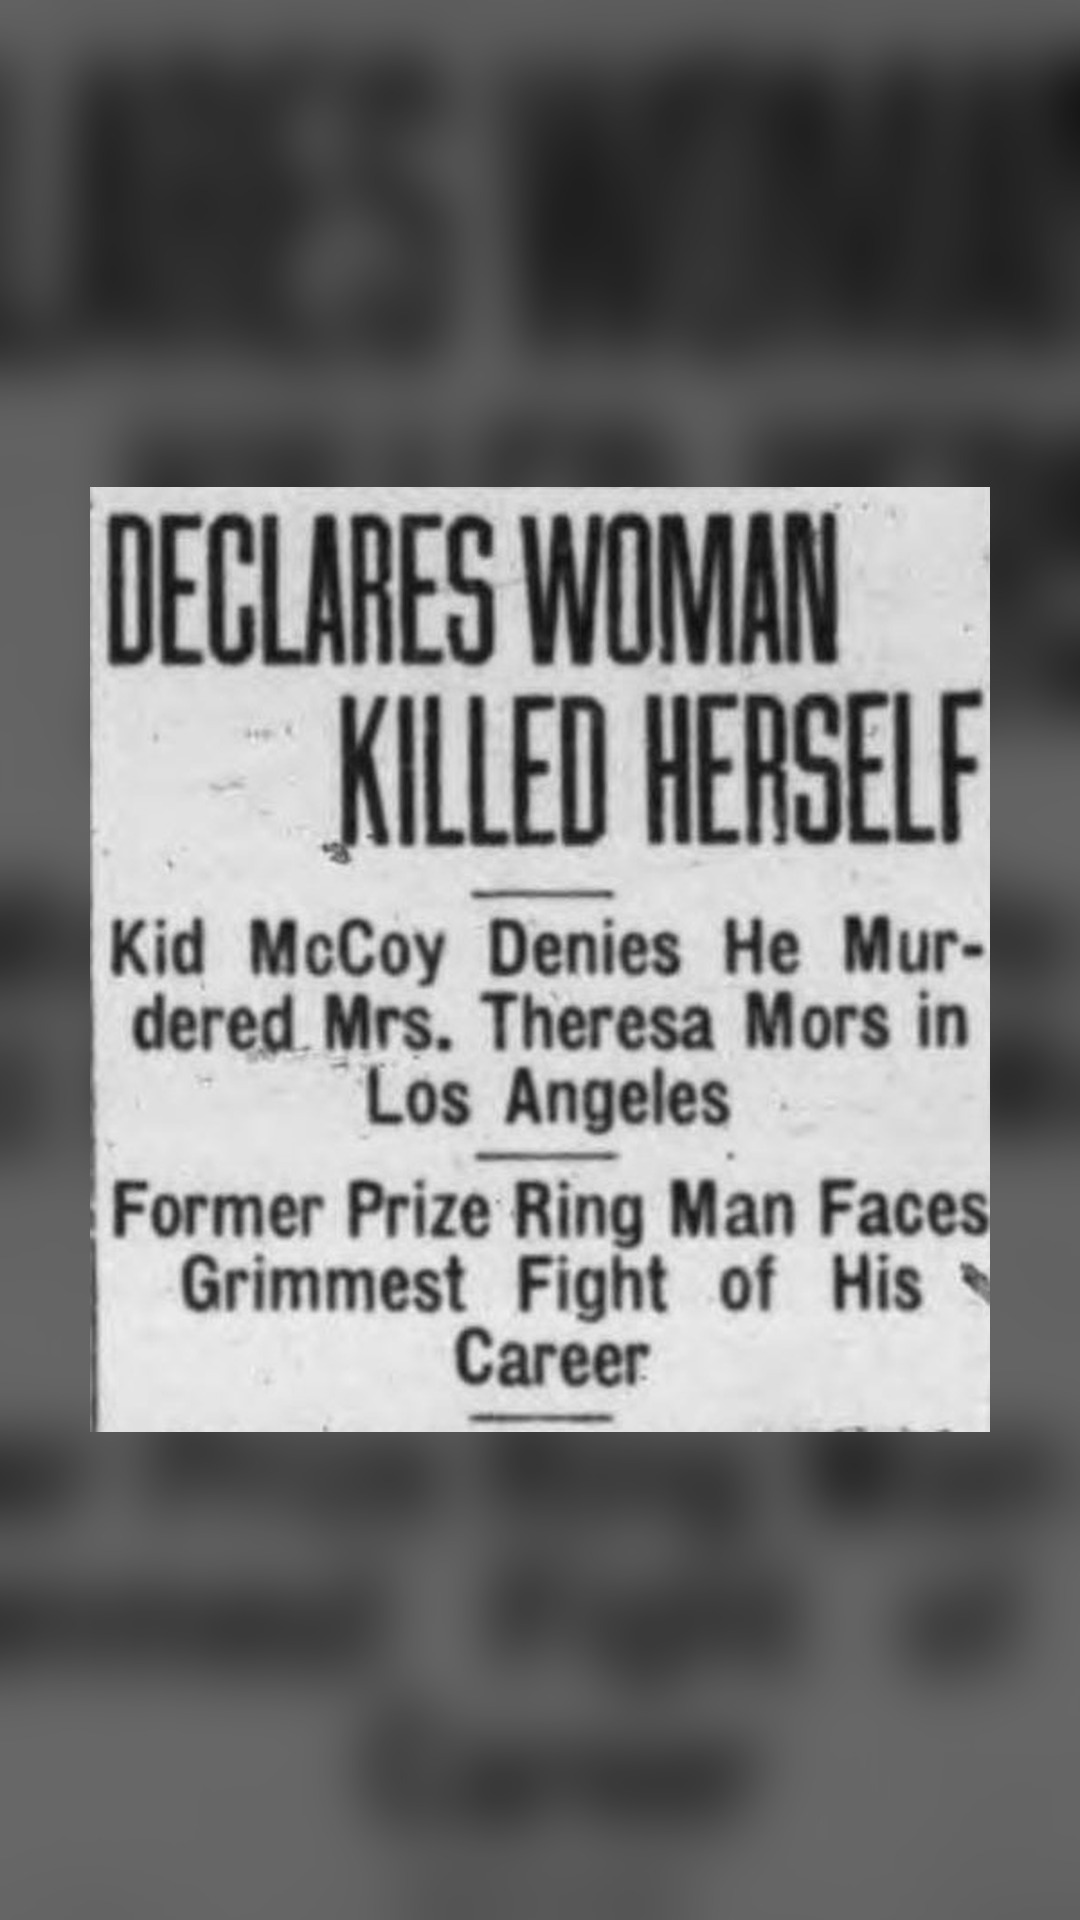 DECLARES WOMAN
KILLED HERSELF
Kid McCoy Denies He Mur-
dered Mrs. Theresa Mors in
Los Angeles
Former Prize Ring Man Faces
Grimmest Fight of His
Career